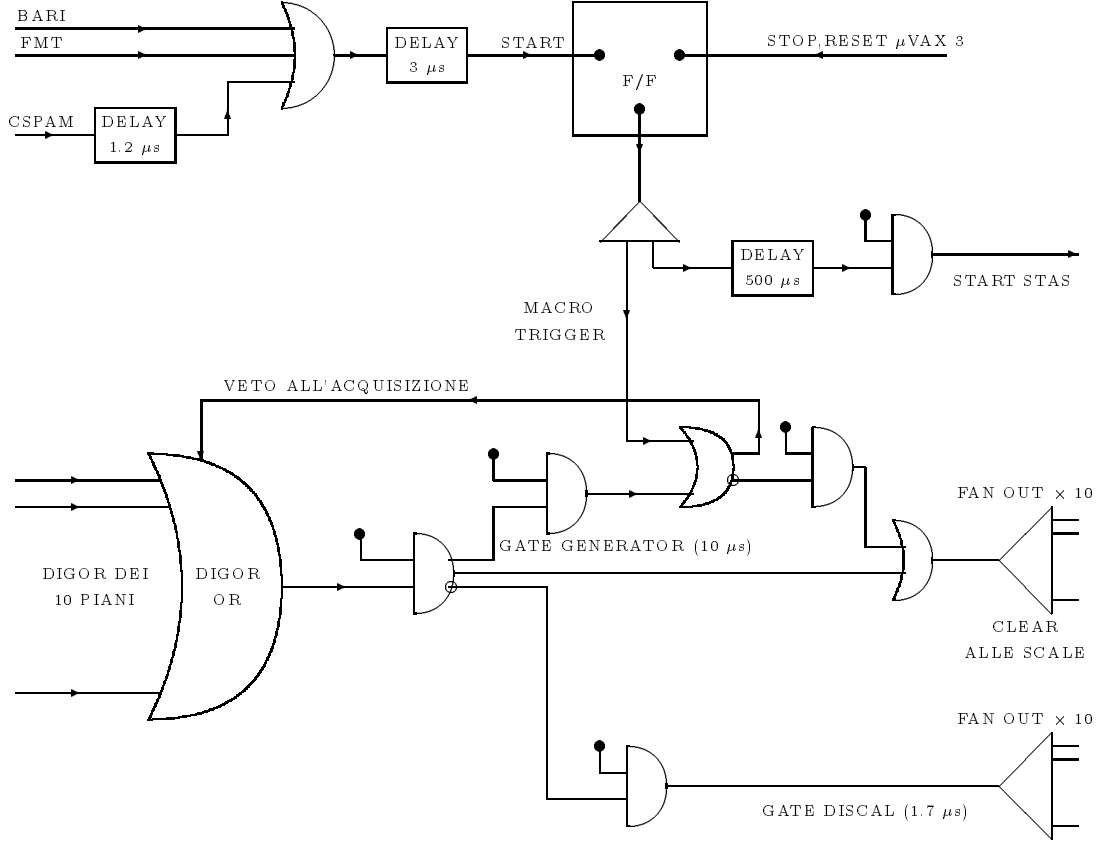 BARI
FMT
DELAY
3 μs
START
STOP,RESET μVAX 3
F/F
CSPAM
DELAY
1.2 μs
DELAY
500 μs
START STAS
MACRO
TRIGGER
VETO ALL'ACQUISIZIONE
FAN OUT × 10
GATE GENERATOR (10 μs)
DIGOR DEI
10 PIANI
DIGOR
OR
CLEAR
ALLE SCALE
FAN OUT × 10
GATE DISCAL (1.7 μs)